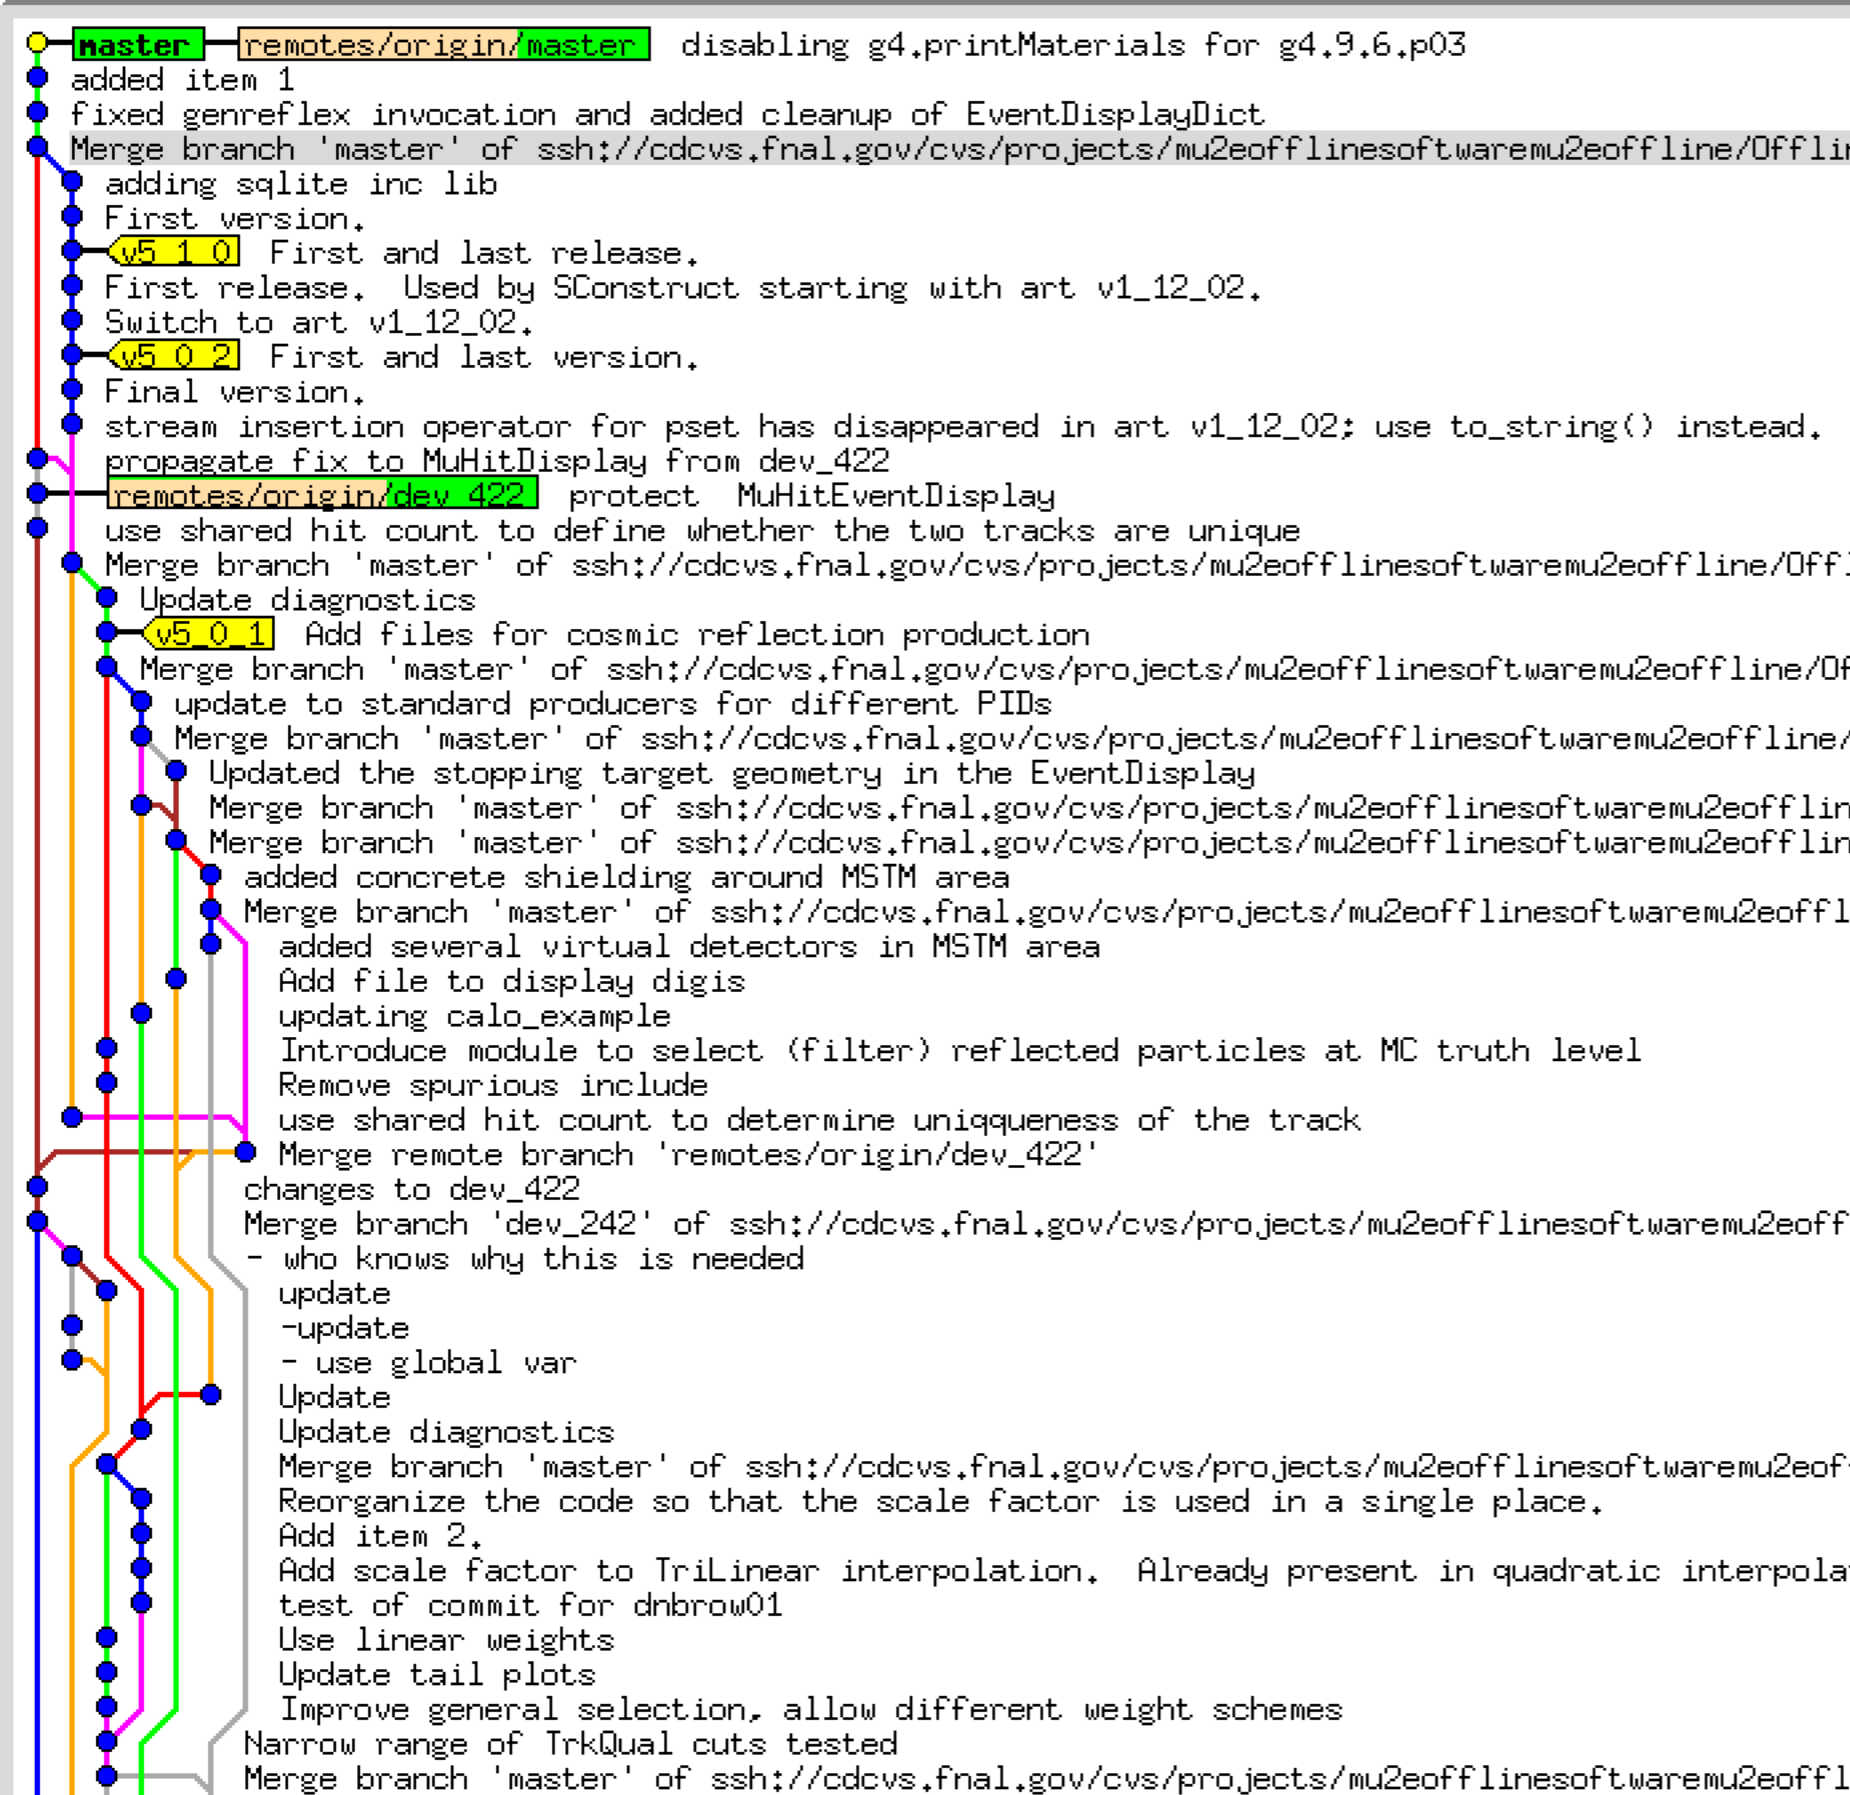 master remotes/origin/master disabling g4.printMaterials for g4.9.6.p03
added item 1
fixed genreflex invocation and added cleanup of EventDisplayDict
Merge branch 'master' of ssh://cdcvs.fnal.gov/cvs/projects/mu2eofflinesoftwaremu2eoffline/Offlin
adding sqlite inc lib
First version.
v5_1_0 First and last release.
First release.  Used by SConstruct starting with art v1_12_02.
Switch to art v1_12_02.
v5_0_2 First and last version.
Final version.
stream insertion operator for pset has disappeared in art v1_12_02; use to_string() instead.
propagate fix to MuHitDisplay from dev_422
remotes/origin/dev_422 protect  MuHitEventDisplay
use shared hit count to define whether the two tracks are unique
Merge branch 'master' of ssh://cdcvs.fnal.gov/cvs/projects/mu2eofflinesoftwaremu2eoffline/Offl
Update diagnostics
v5_0_1 Add files for cosmic reflection production
Merge branch 'master' of ssh://cdcvs.fnal.gov/cvs/projects/mu2eofflinesoftwaremu2eoffline/Of
update to standard producers for different PIDs
Merge branch 'master' of ssh://cdcvs.fnal.gov/cvs/projects/mu2eofflinesoftwaremu2eoffline/
Updated the stopping target geometry in the EventDisplay
Merge branch 'master' of ssh://cdcvs.fnal.gov/cvs/projects/mu2eofflinesoftwaremu2eofflin
Merge branch 'master' of ssh://cdcvs.fnal.gov/cvs/projects/mu2eofflinesoftwaremu2eofflin
added concrete shielding around MSTM area
Merge branch 'master' of ssh://cdcvs.fnal.gov/cvs/projects/mu2eofflinesoftwaremu2eoffl
added several virtual detectors in MSTM area
Add file to display digis
updating calo_example
Introduce module to select (filter) reflected particles at MC truth level
Remove spurious include
use shared hit count to determine uniqqueness of the track
Merge remote branch 'remotes/origin/dev_422'
changes to dev_422
Merge branch 'dev_242' of ssh://cdcvs.fnal.gov/cvs/projects/mu2eofflinesoftwaremu2eoff
- who knows why this is needed
update
-update
- use global var
Update
Update diagnostics
Merge branch 'master' of ssh://cdcvs.fnal.gov/cvs/projects/mu2eofflinesoftwaremu2eof
Reorganize the code so that the scale factor is used in a single place.
Add item 2.
Add scale factor to TriLinear interpolation.  Already present in quadratic interpola
test of commit for dnbrow01
Use linear weights
Update tail plots
Improve general selection, allow different weight schemes
Narrow range of TrkQual cuts tested
Merge branch 'master' of ssh://cdcvs.fnal.gov/cvs/projects/mu2eofflinesoftwaremu2eoffl